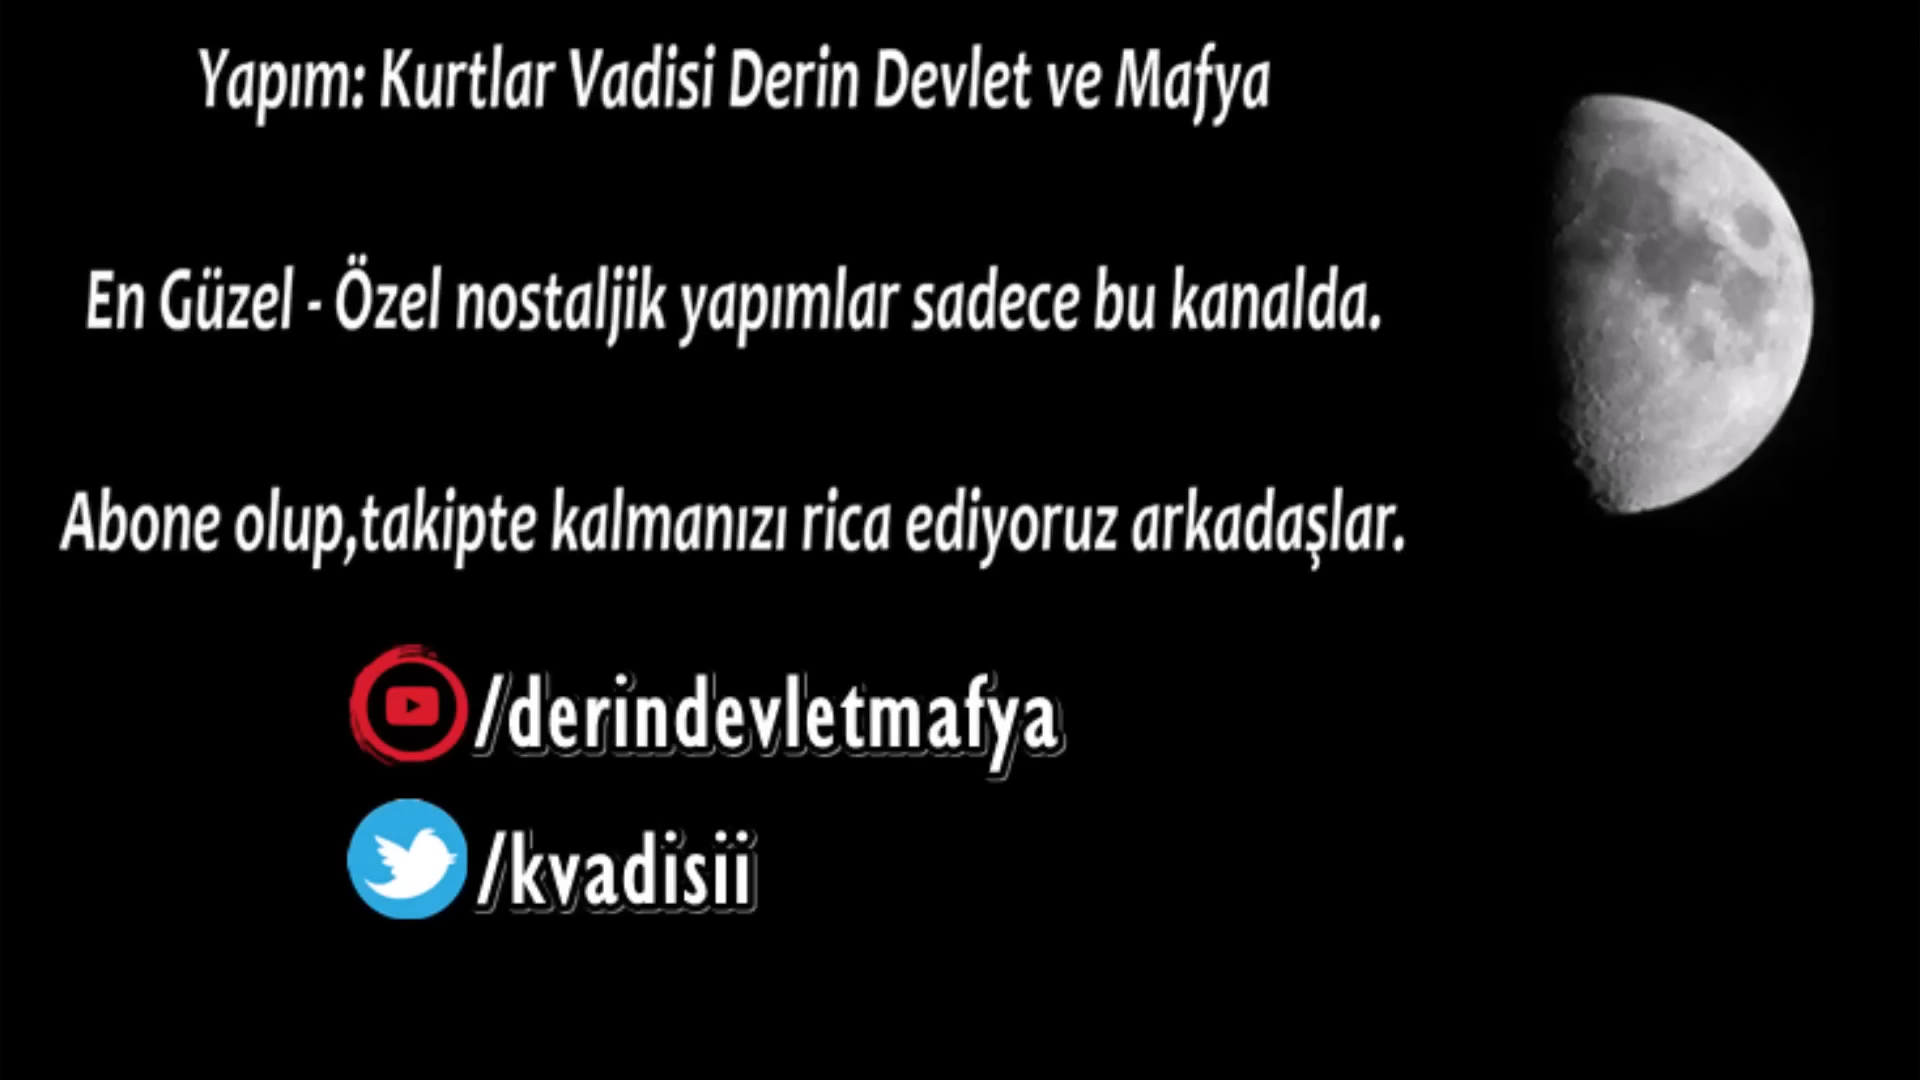 Yapım: Kurtlar Vadisi Derin Devlet ve Mafya
En Güzel - Özel nostaljik yapımlar sadece bu kanalda.
Abone olup,takipte kalmanızı rica ediyoruz arkadaşlar.
/derindevletmafya
/kvadisii